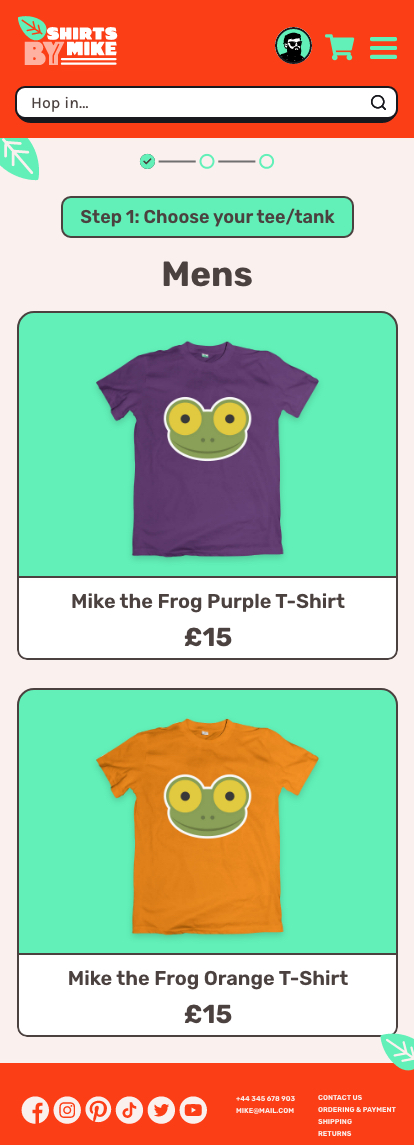 SHIRTS
BY MIKE
Hop in...
Step 1: Choose your tee/tank
Mens
Mike the Frog Purple T-Shirt
£15
Mike the Frog Orange T-Shirt
£15
+44 345 678 903
MIKE@MAIL.COM
CONTACT US
ORDERING & PAYMENT
SHIPPING
RETURNS